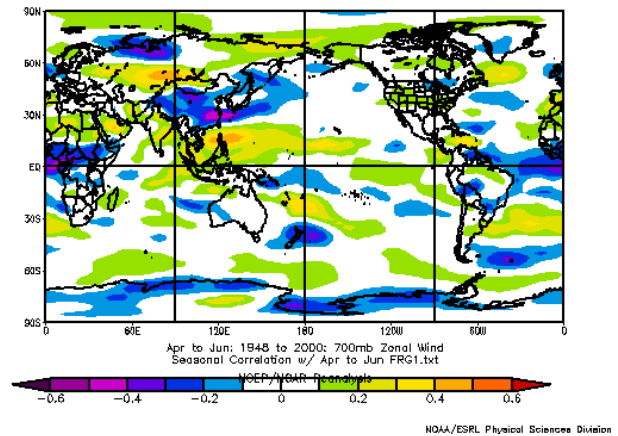 90N
60N
30N
EQ
30S
60S
90S
0 60E 120E 180 120W 60W 0
Apr to Jun: 1948 to 2000: 700mb Zonal Wind
Seasonal Correlation w/ Apr to Jun FRG1.txt
NCEP/NCAR Reanalysis
-0.6 -0.4 -0.2 0 0.2 0.4 0.6
NOAA/ESRL Physical Sciences Division